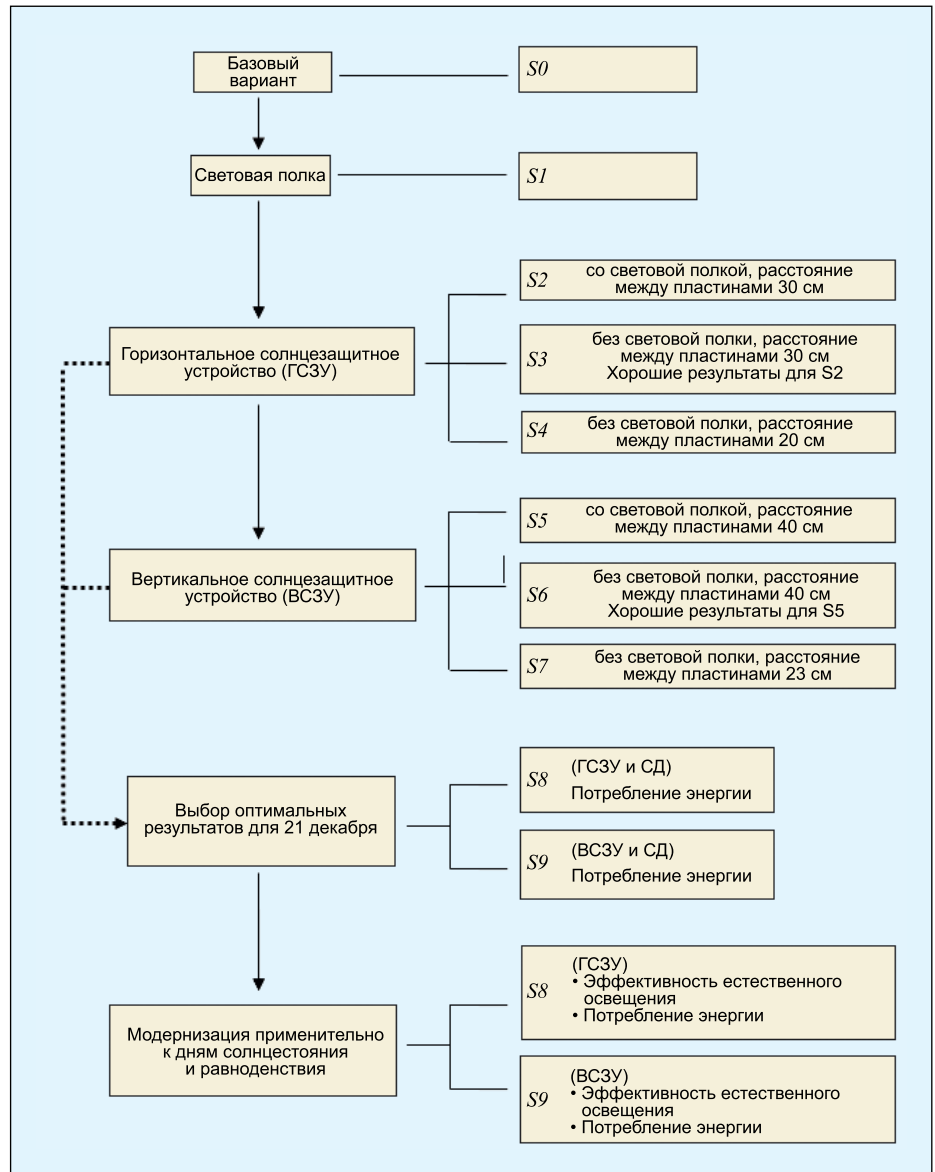 Базовый
вариант
S0
Световая полка
S1
S2 со световой полкой, расстояние
между пластинами 30 см
Горизонтальное солнцезащитное
устройство (ГСЗУ)
S3 без световой полки, расстояние
между пластинами 30 см
Хорошие результаты для S2
S4 без световой полки, расстояние
между пластинами 20 см
S5 со световой полкой, расстояние
между пластинами 40 см
Вертикальное солнцезащитное
устройство (ВСЗУ)
S6 без световой полки, расстояние
между пластинами 40 см
Хорошие результаты для S5
S7 без световой полки, расстояние
между пластинами 23 см
Выбор оптимальных
результатов для 21 декабря
S8 (ГСЗУ и СД)
Потребление энергии
S9 (ВСЗУ и СД)
Потребление энергии
Модернизация применительно
к дням солнцестояния
и равноденствия
S8 (ГСЗУ)
• Эффективность естественного
освещения
• Потребление энергии
S9 (ВСЗУ)
• Эффективность естественного
освещения
• Потребление энергии